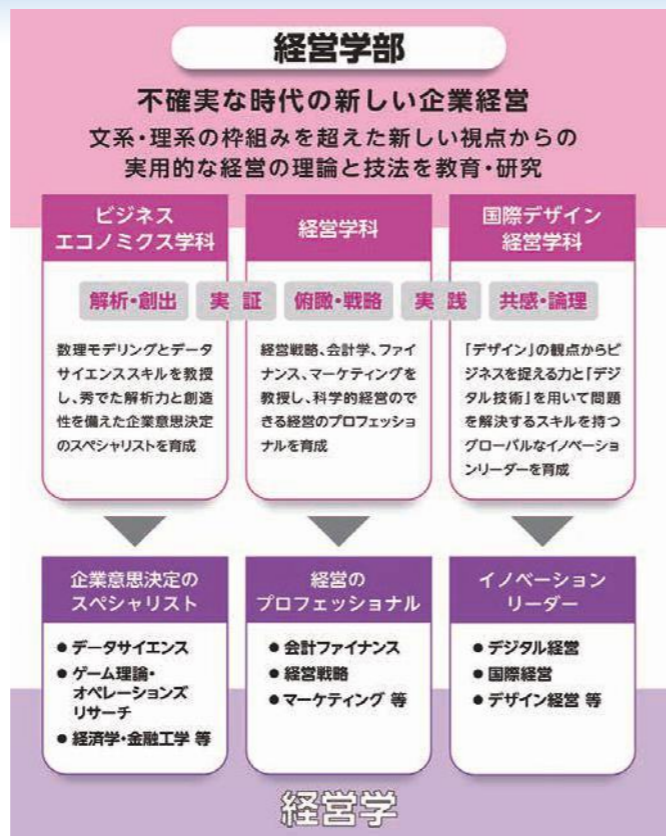 経営学部
不確実な時代の新しい企業経営
文系・理系の枠組みを超えた新しい視点からの
実用的な経営の理論と技法を教育・研究
ビジネス
エコノミクス学科
経営学科
国際デザイン
経営学科
解析・創出
実証
俯瞰・戦略
実践
共感・論理
数理モデリングとデータ
サイエンススキルを教授
し、秀でた解析力と創造
性を備えた企業意思決定
のスペシャリストを育成
経営戦略、会計学、ファイ
ナンス、マーケティングを
教授し、科学的経営ので
きる経営のプロフェッショ
ナルを育成
「デザイン」の観点からビ
ジネスを捉える力と「デジ
タル技術」を用いて問題
を解決するスキルを持つ
グローバルなイノベーショ
ンリーダーを育成
企業意思決定の
スペシャリスト
● データサイエンス
● ゲーム理論・
オペレーションズ
リサーチ
● 経済学・金融工学 等
経営の
プロフェッショナル
● 会計ファイナンス
● 経営戦略
● マーケティング 等
イノベーション
リーダー
● デジタル経営
● 国際経営
● デザイン経営 等
経営学